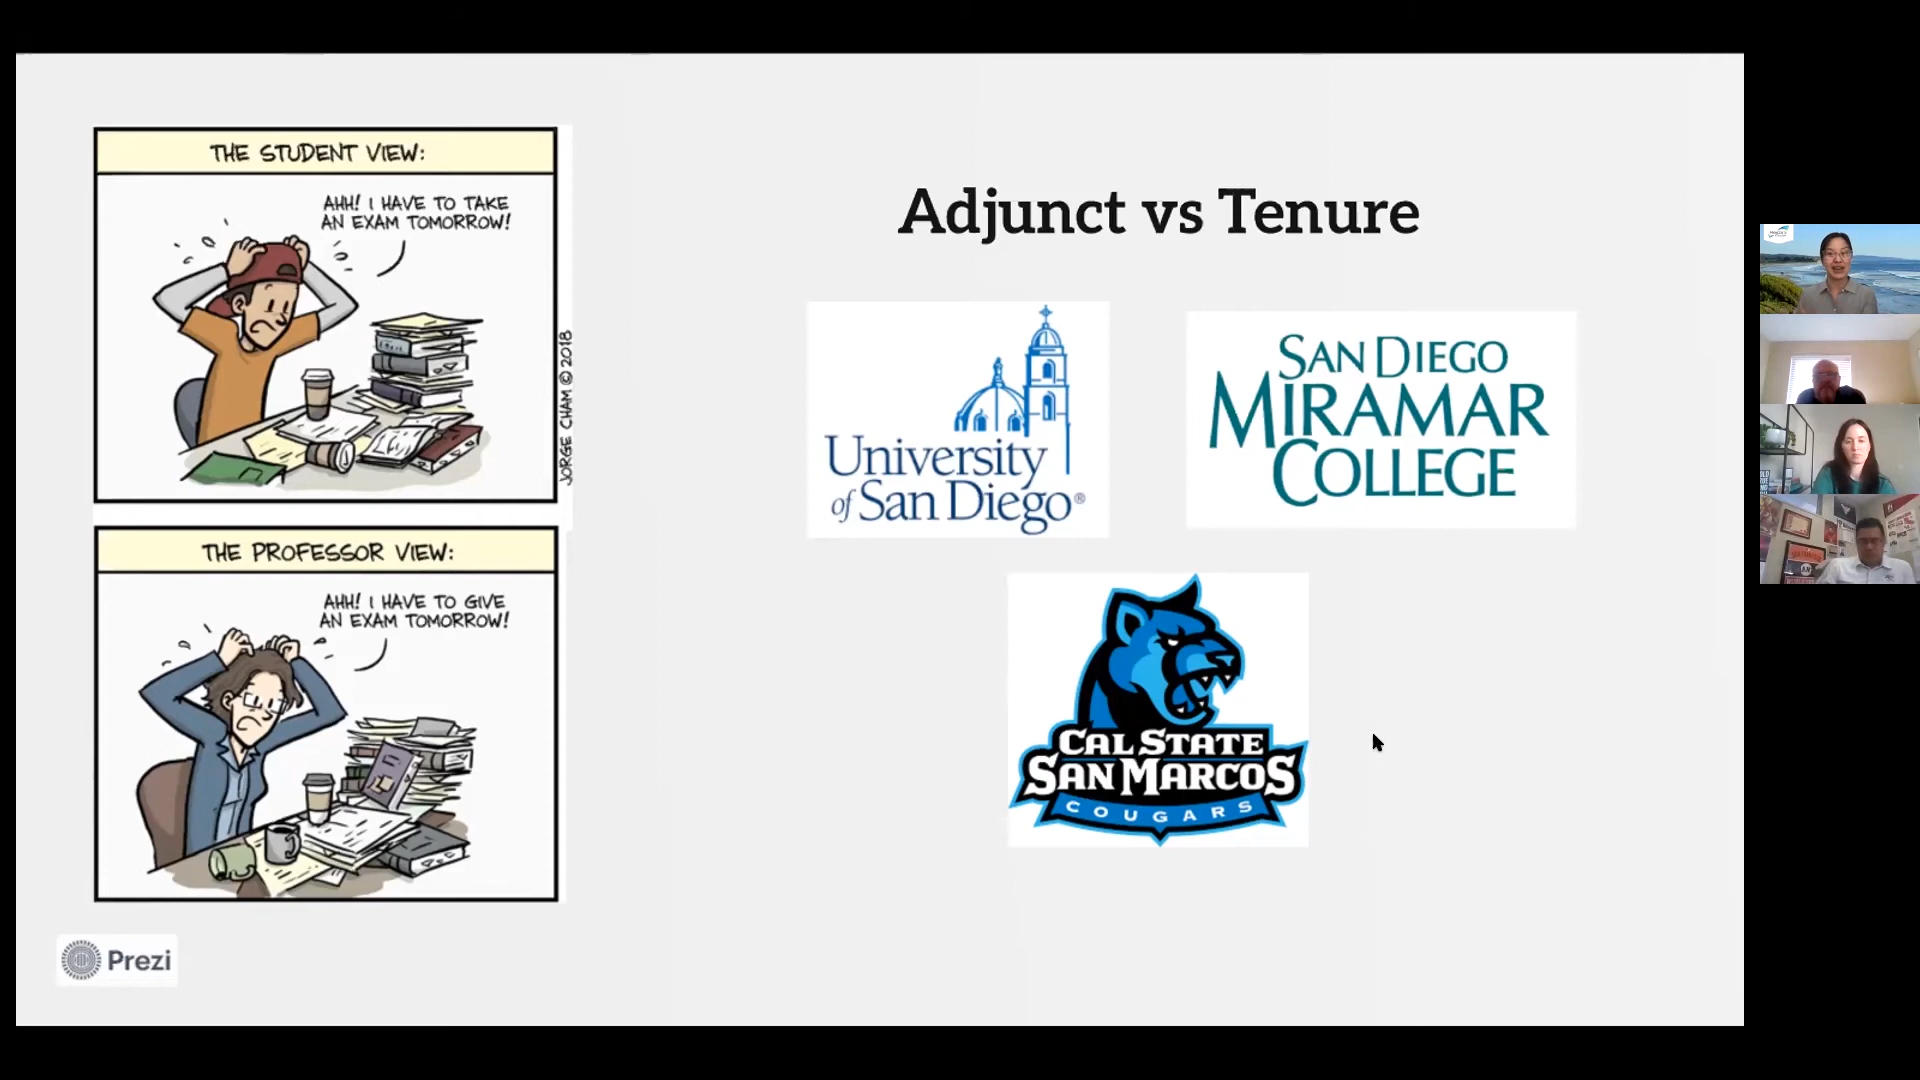 THE STUDENT VIEW:
AHH! I HAVE TO TAKE
AN EXAM TOMORROW!
JORGE CHAM © 2018
THE PROFESSOR VIEW:
AHH! I HAVE TO GIVE
AN EXAM TOMORROW!
Prezi
Adjunct vs Tenure
University
of San Diego®
SAN DIEGO
MIRAMAR
COLLEGE
CAL STATE
SAN MARCOS
COUGARS